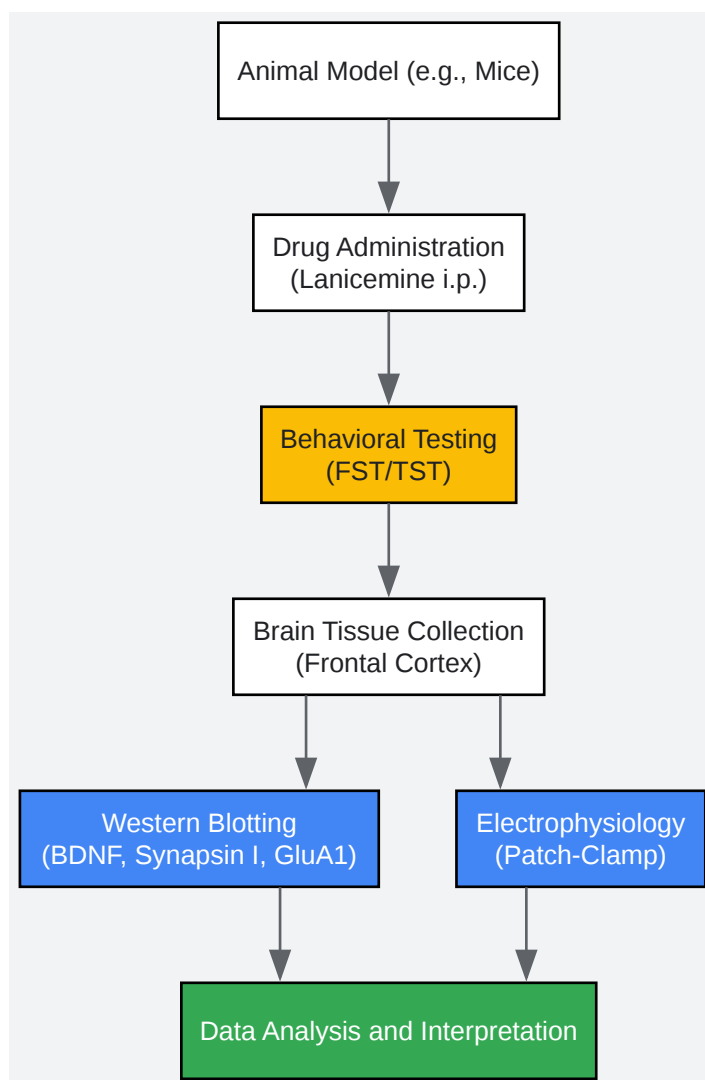 Animal Model (e.g., Mice)
Drug Administration
(Lanicemine i.p.)
Behavioral Testing
(FST/TST)
Brain Tissue Collection
(Frontal Cortex)
Western Blotting
(BDNF, Synapsin I, GluA1)
Electrophysiology
(Patch-Clamp)
Data Analysis and Interpretation